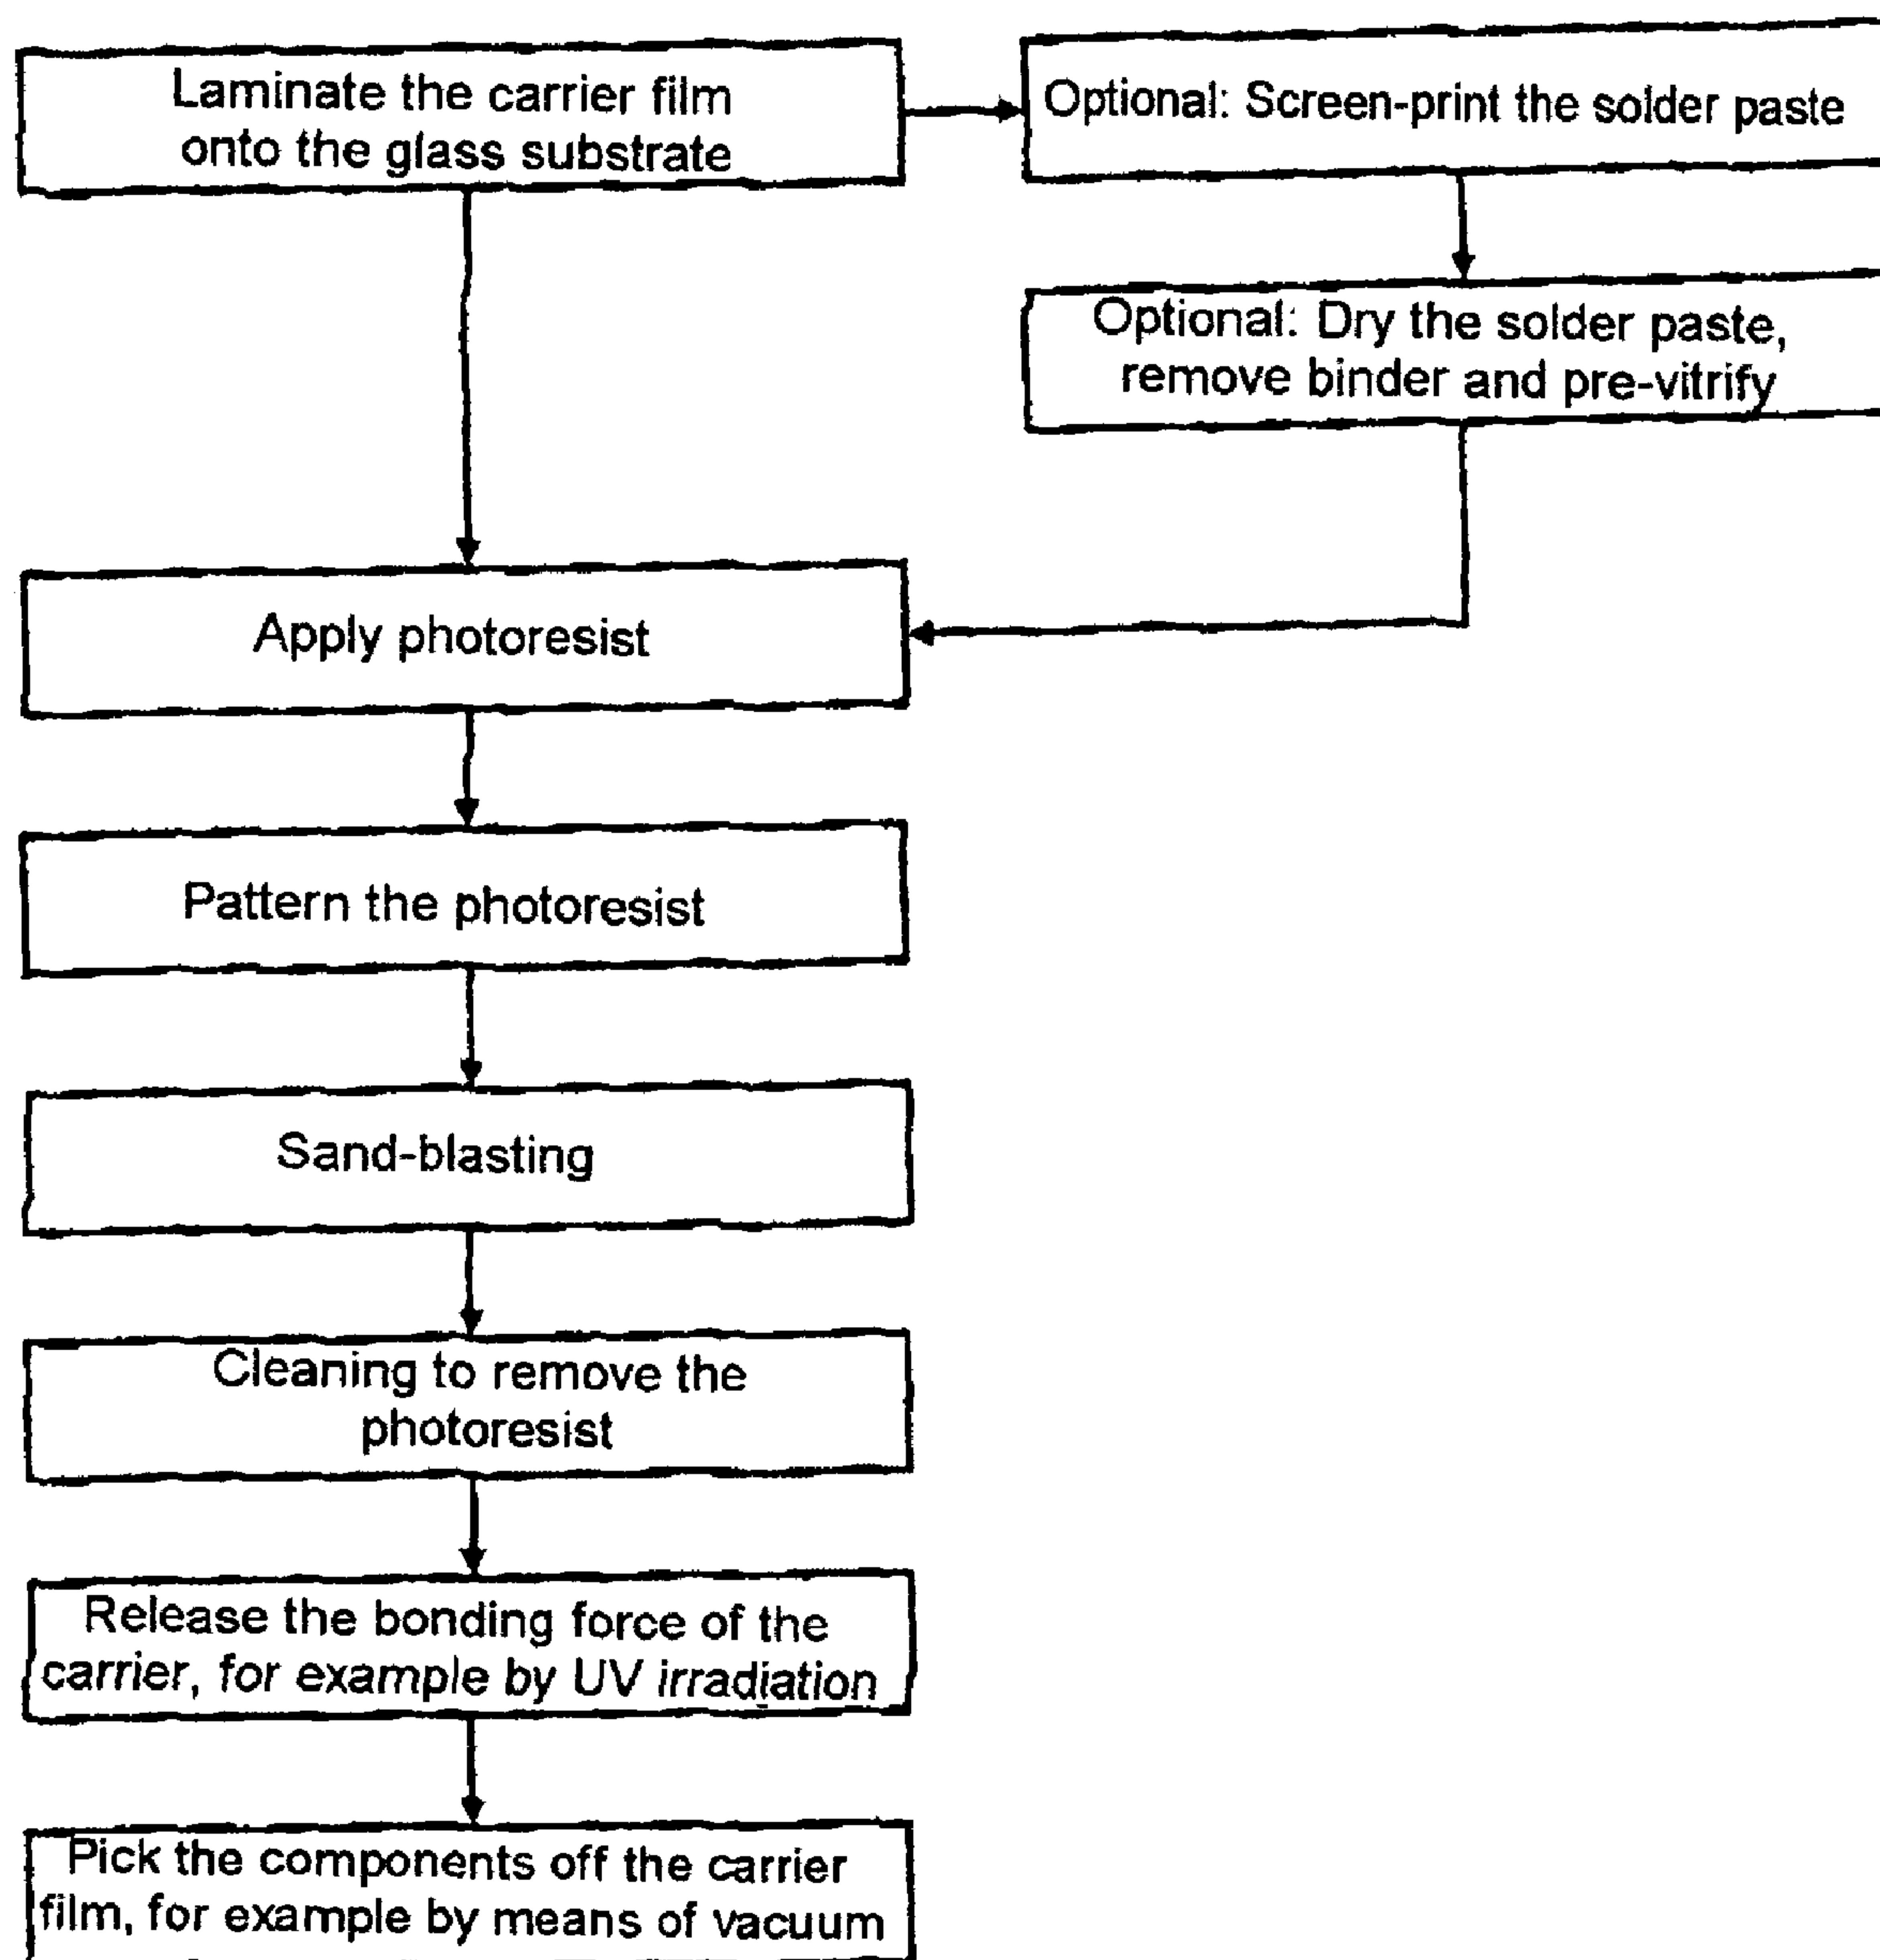 Laminate the carrier film
onto the glass substrate
Optional: Screen-print the solder paste
Optional: Dry the solder paste,
remove binder and pre-vitrify
Apply photoresist
Pattern the photoresist
Sand-blasting
Cleaning to remove the
photoresist
Release the bonding force of the
carrier, for example by UV irradiation
Pick the components off the carrier
film, for example by means of vacuum